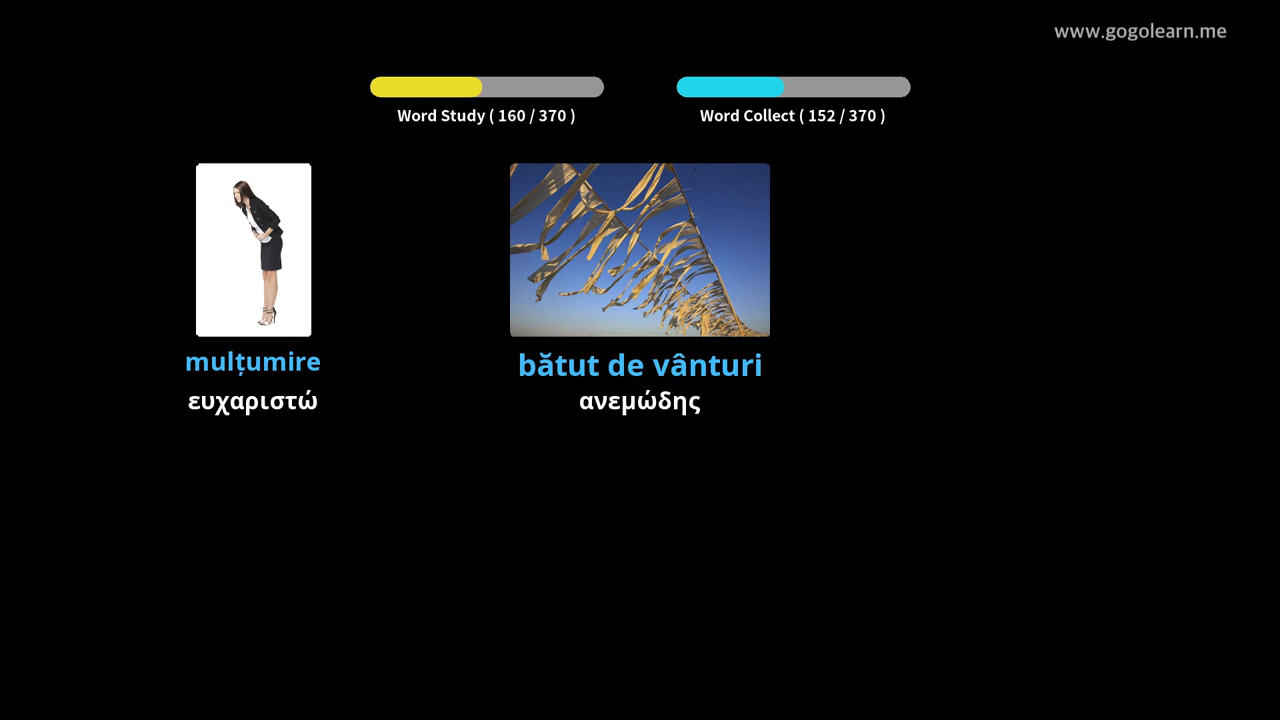 www.gogolearn.me
Word Study ( 160 / 370 )
Word Collect ( 152 / 370 )
mulțumire
ευχαριστώ
bătut de vânturi
ανεμώδης